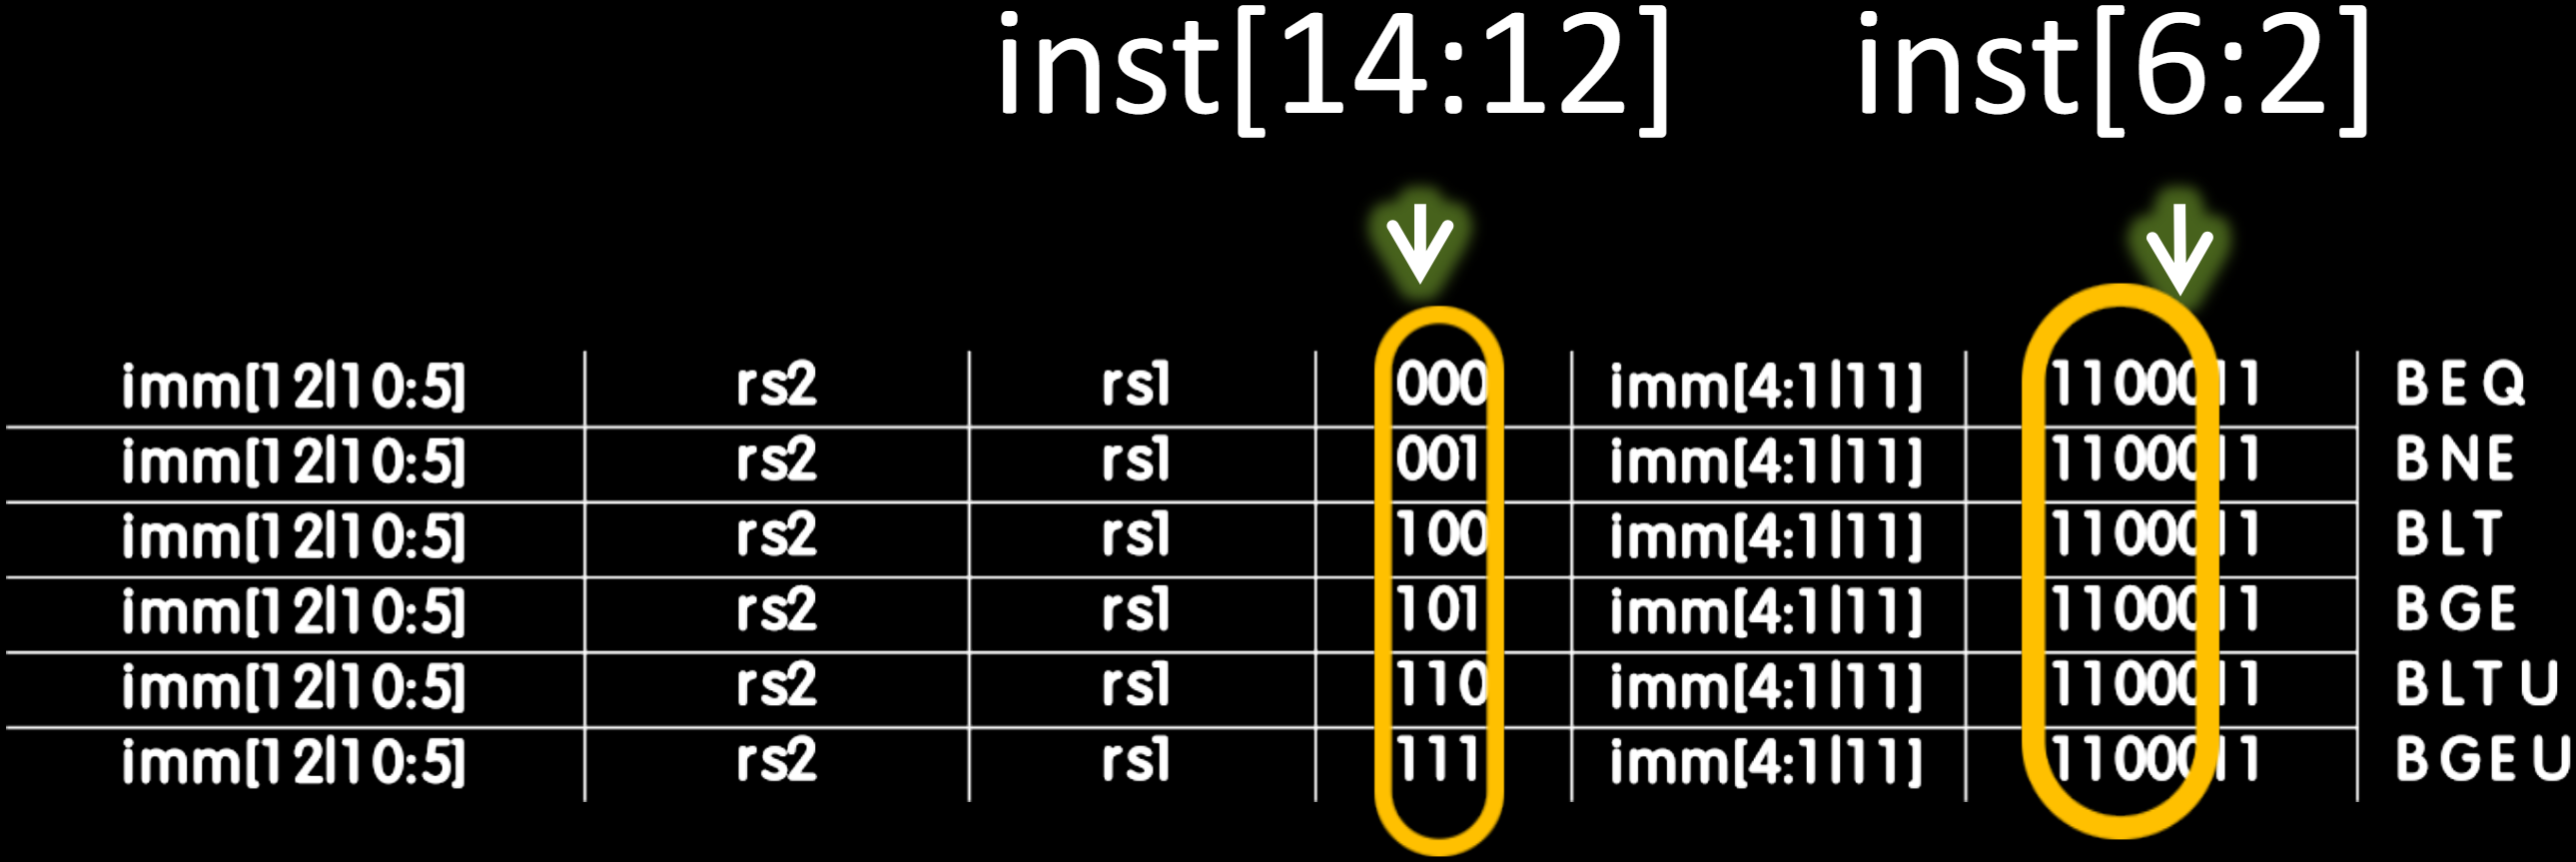 inst[14:12] inst[6:2]
imm[12|10:5] rs2 rs1 000 imm[4:1|11] 1100011 BEQ
imm[12|10:5] rs2 rs1 001 imm[4:1|11] 1100011 BNE
imm[12|10:5] rs2 rs1 100 imm[4:1|11] 1100011 BLT
imm[12|10:5] rs2 rs1 101 imm[4:1|11] 1100011 BGE
imm[12|10:5] rs2 rs1 110 imm[4:1|11] 1100011 BLTU
imm[12|10:5] rs2 rs1 111 imm[4:1|11] 1100011 BGEU